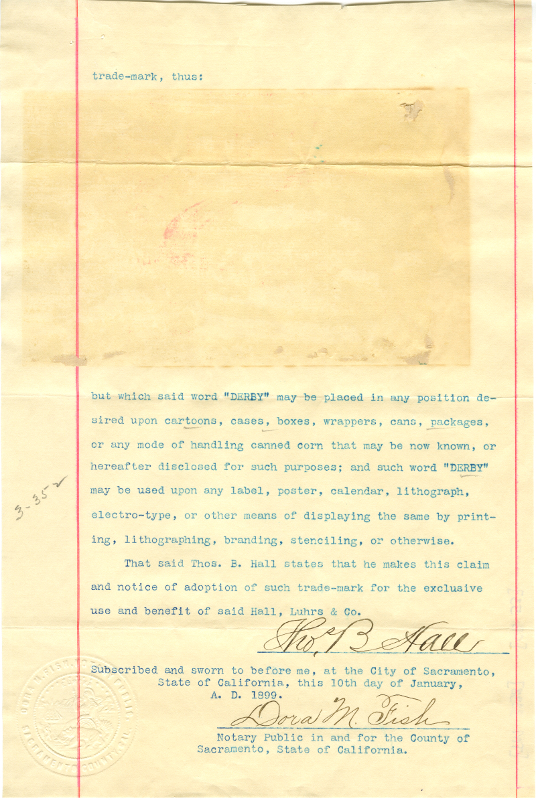 trade-mark, thus:
but which said word "DERBY" may be placed in any position de-
sired upon cartoons, cases, boxes, wrappers, cans, packages,
or any mode of handling canned corn that may be now known, or
hereafter disclosed for such purposes; and such word "DERBY"
may be used upon any label, poster, calendar, lithograph,
electro-type, or other means of displaying the same by print-
ing, lithographing, branding, stenciling, or otherwise.
3-352
That said Thos. B. Hall states that he makes this claim
and notice of adoption of such trade-mark for the exclusive
use and benefit of said Hall, Luhrs & Co.
Thos B Hall
Subscribed and sworn to before me, at the City of Sacramento,
State of California, this 10th day of January,
A. D. 1899.
Dora M. Fish
Notary Public in and for the County of
Sacramento, State of California.